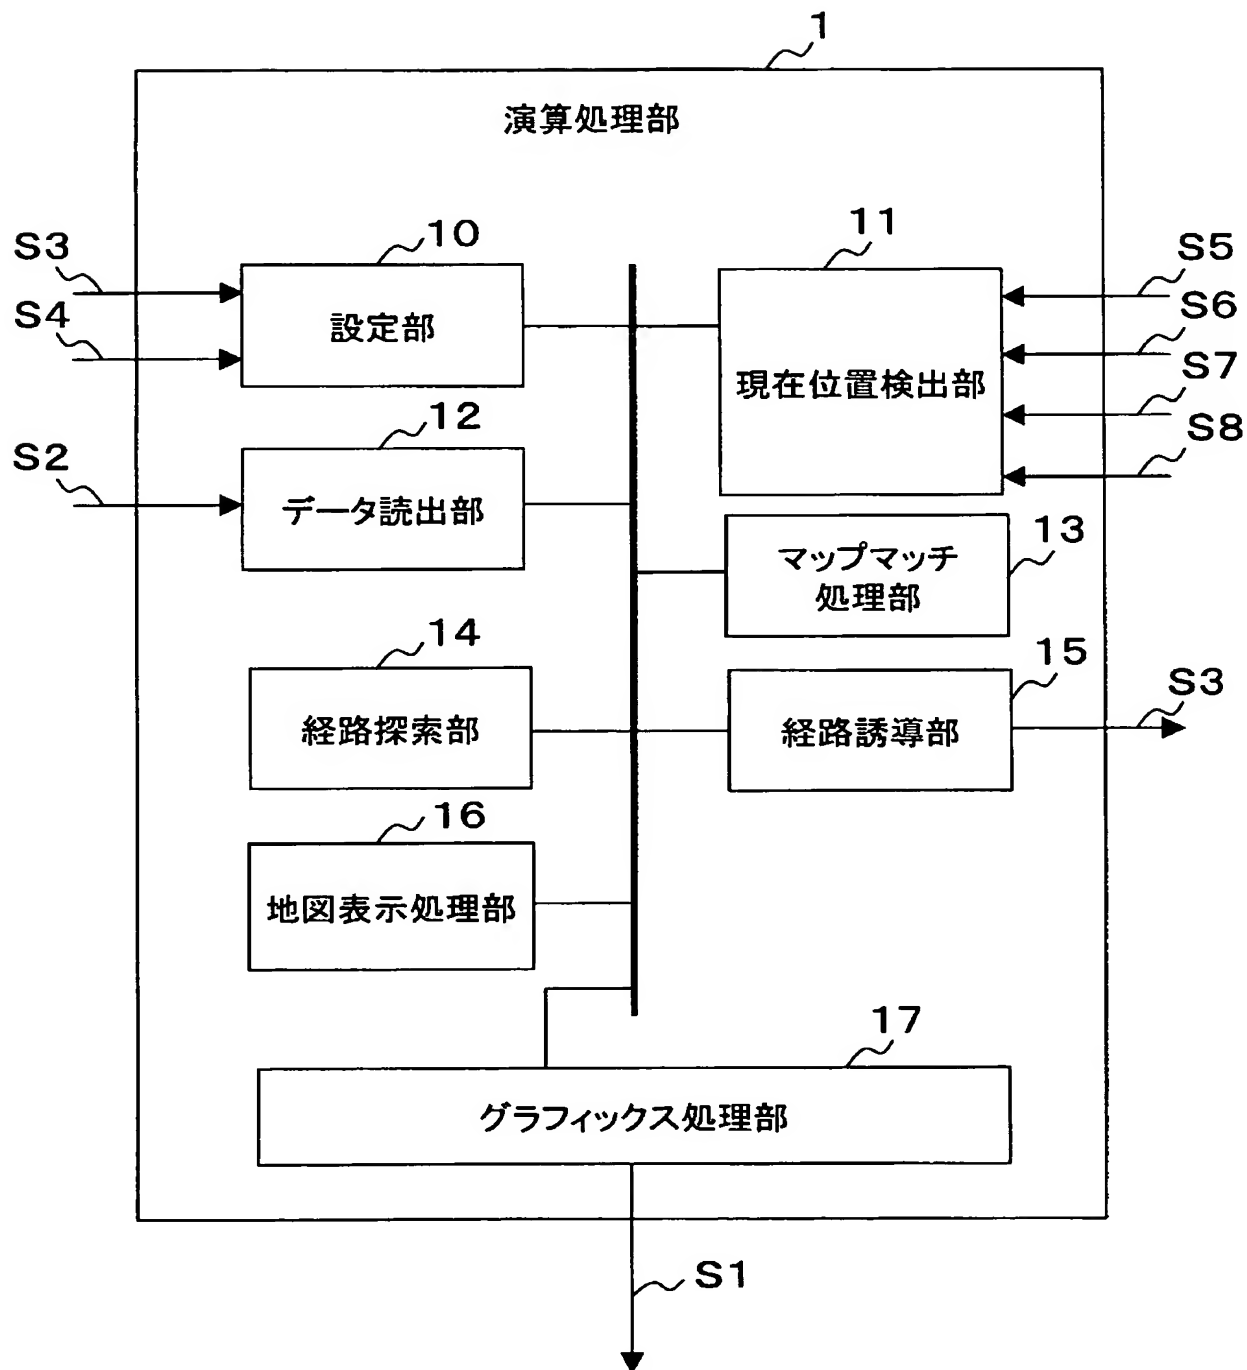 1
演算処理部
10
11
S3
S5
設定部
S4
S6
現在位置検出部
S7
12
S8
S2
データ読出部
13
マップマッチ
処理部
14
15
経路探索部
経路誘導部
S3
16
地図表示処理部
17
グラフィックス処理部
S1